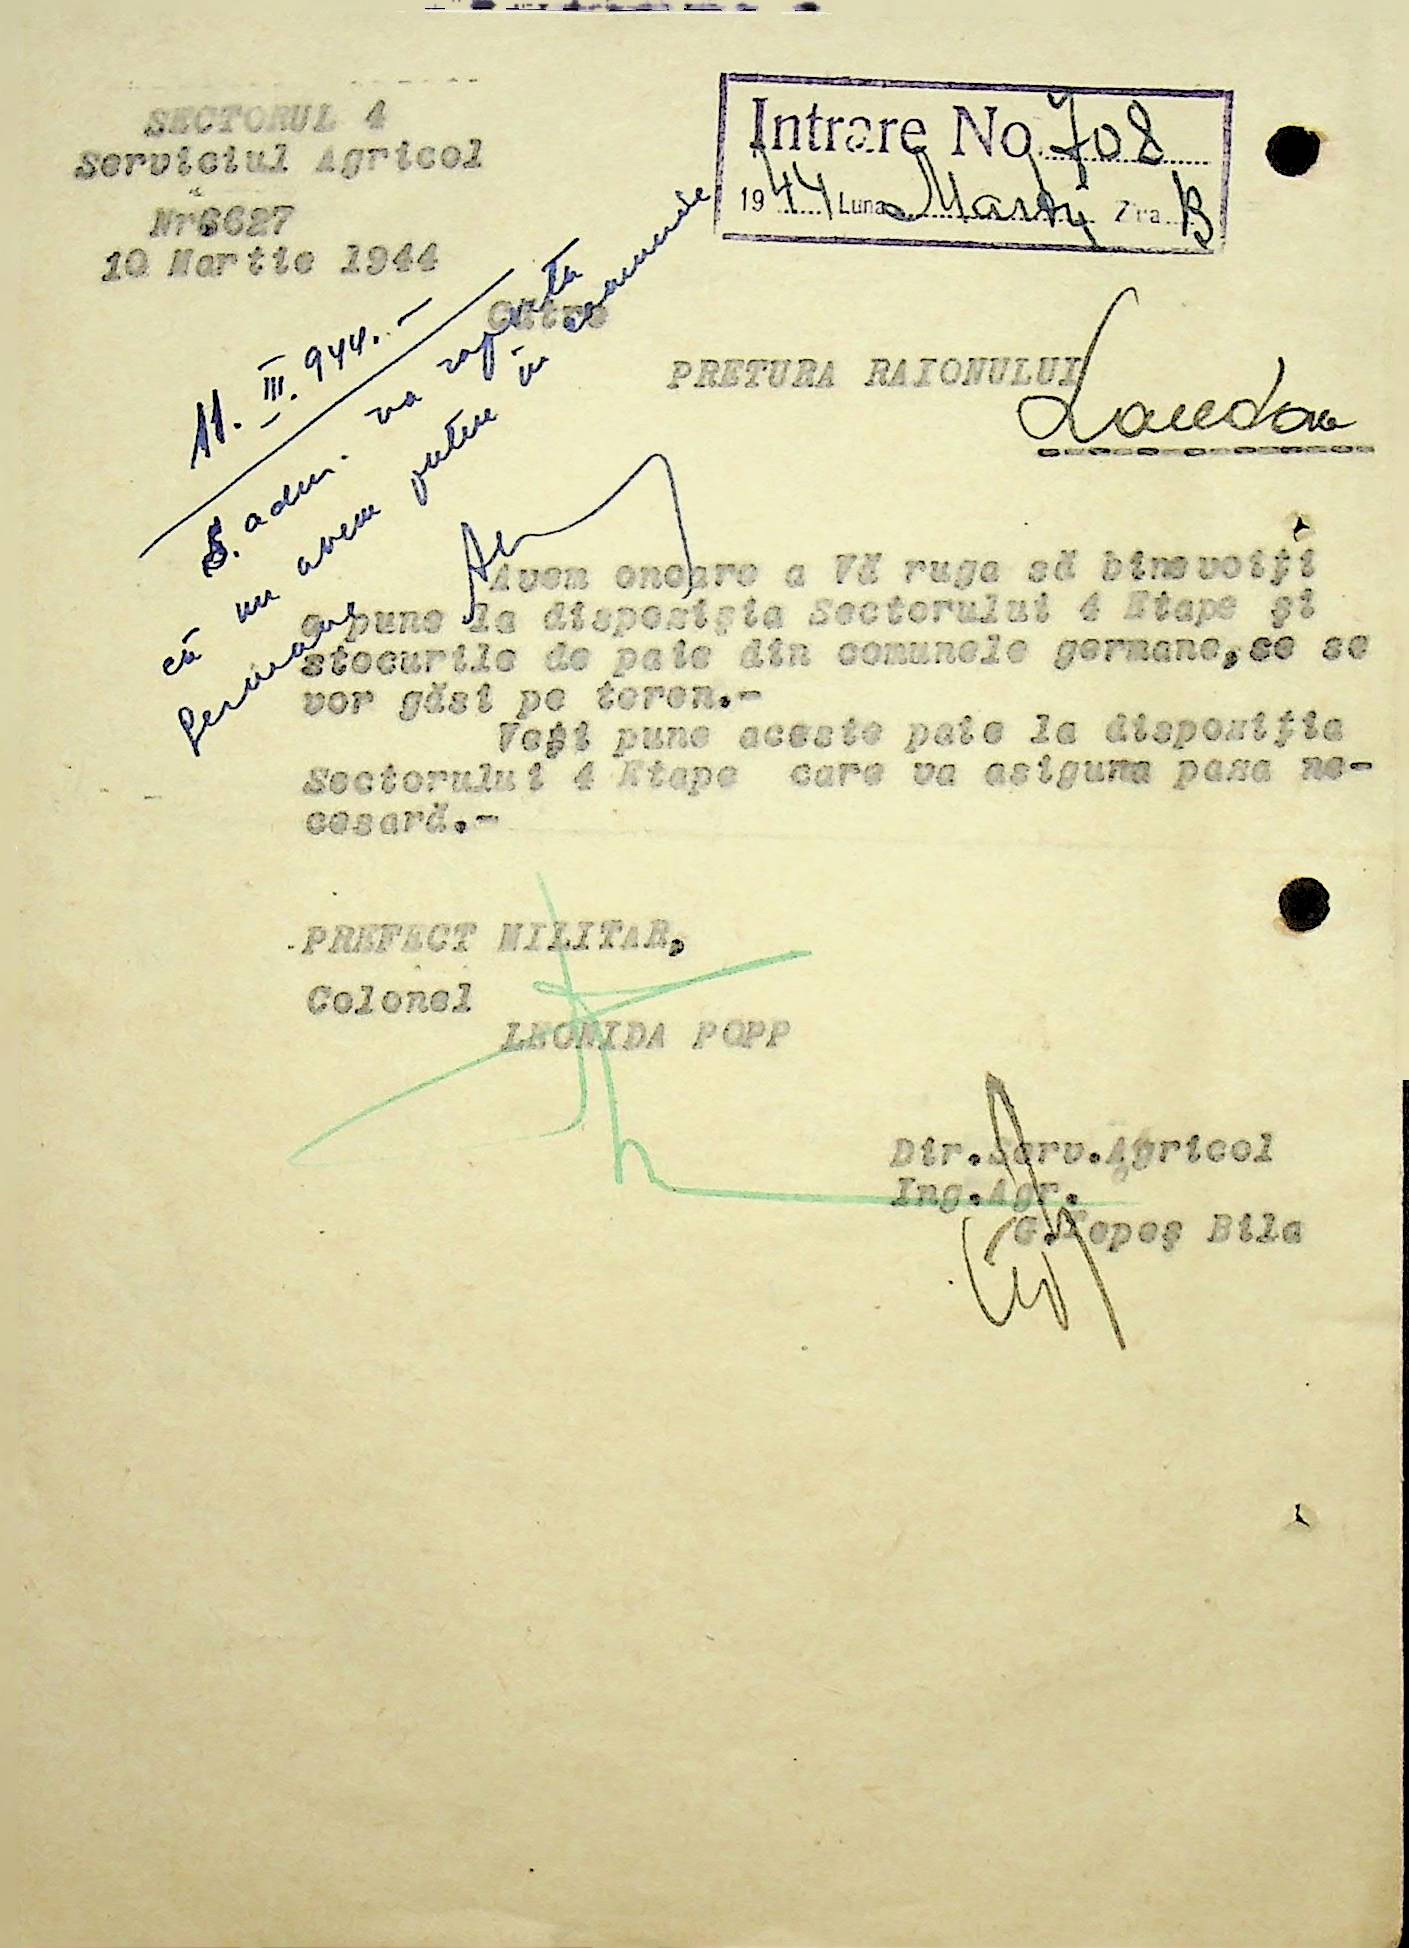 SECTORUL 4
Serviciul Agricol
Nr6627
10 Martie 1944
Intrare No. 708
1944 Luna Martie Ziua 13
11.III.944.-
S. adm. va raporta
că nu avem putem în comunele
germane
Către
PRETURA RAIONULUI Landau
Avem onoare a Vă ruga să binevoiţi
a pune la dispoziţia Sectorului 4 Etape şi
stocurile de paie din comunele germane, ce se
vor găsi pe teren.-
Veţi pune aceste paie la dispoziţia
Sectorului 4 Etape care va asigura paza ne-
cesară.-
PREFECT MILITAR,
Colonel
LEONIDA POPP
Dir.Serv.Agricol
Ing.Agr.
G.Ţepeş Bila